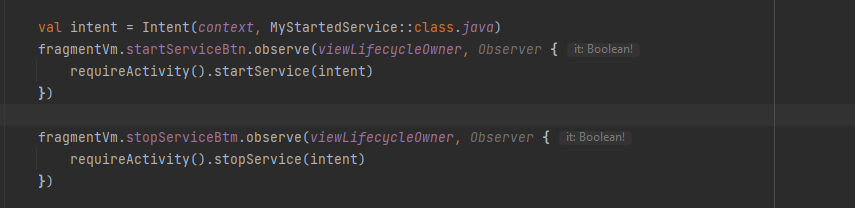 val intent = Intent(context, MyStartedService::class.java)
fragmentVm.startServiceBtn.observe(viewLifecycleOwner, Observer { it: Boolean!
    requireActivity().startService(intent)
})
fragmentVm.stopServiceBtm.observe(viewLifecycleOwner, Observer { it: Boolean!
    requireActivity().stopService(intent)
})